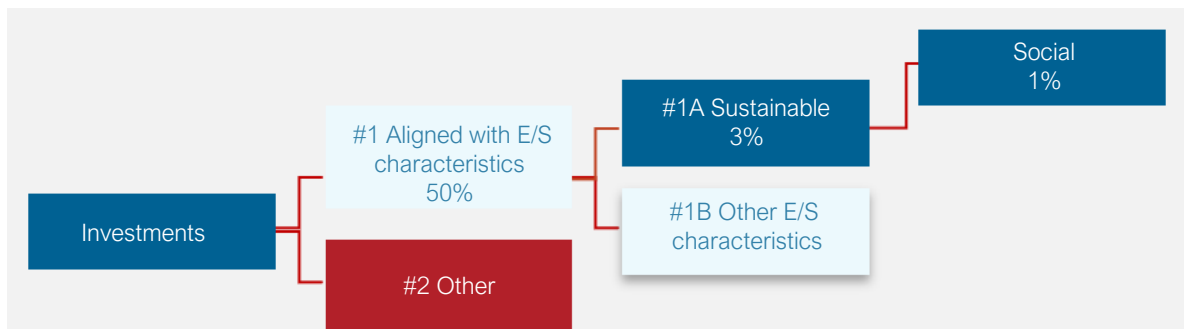 Investments
#1 Aligned with E/S
characteristics
50%
#2 Other
#1A Sustainable
3%
#1B Other E/S
characteristics
Social
1%